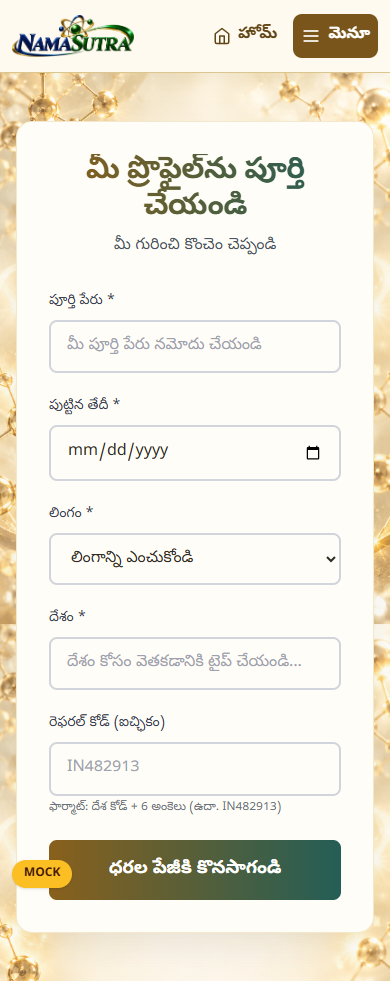 NAMASUTRA
హోమ్
మెనూ
మీ ప్రొఫైల్‌ను పూర్తి
చేయండి
మీ గురించి కొంచెం చెప్పండి
పూర్తి పేరు *
మీ పూర్తి పేరు నమోదు చేయండి
పుట్టిన తేదీ *
mm/dd/yyyy
లింగం *
లింగాన్ని ఎంచుకోండి
దేశం *
దేశం కోసం వెతకడానికి టైప్ చేయండి...
రెఫరల్ కోడ్ (ఐచ్ఛికం)
IN482913
ఫార్మాట్: దేశ కోడ్ + 6 అంకెలు (ఉదా. IN482913)
MOCK
ధరల పేజీకి కొనసాగండి